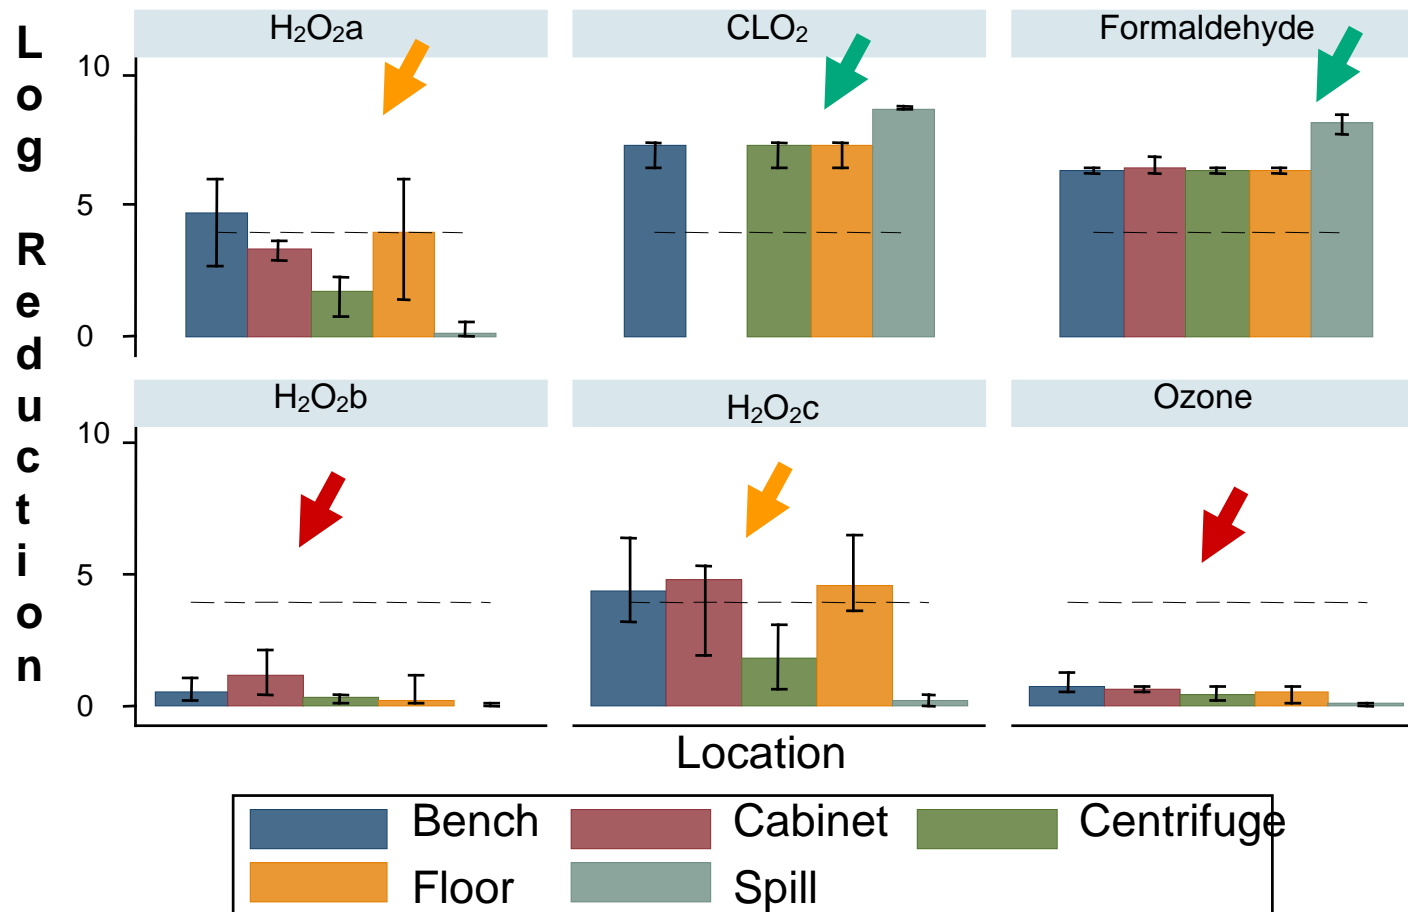 Log Reduction
H₂O₂a
CLO₂
Formaldehyde
10
5
0
H₂O₂b
H₂O₂c
Ozone
10
5
0
Location
Bench
Cabinet
Centrifuge
Floor
Spill